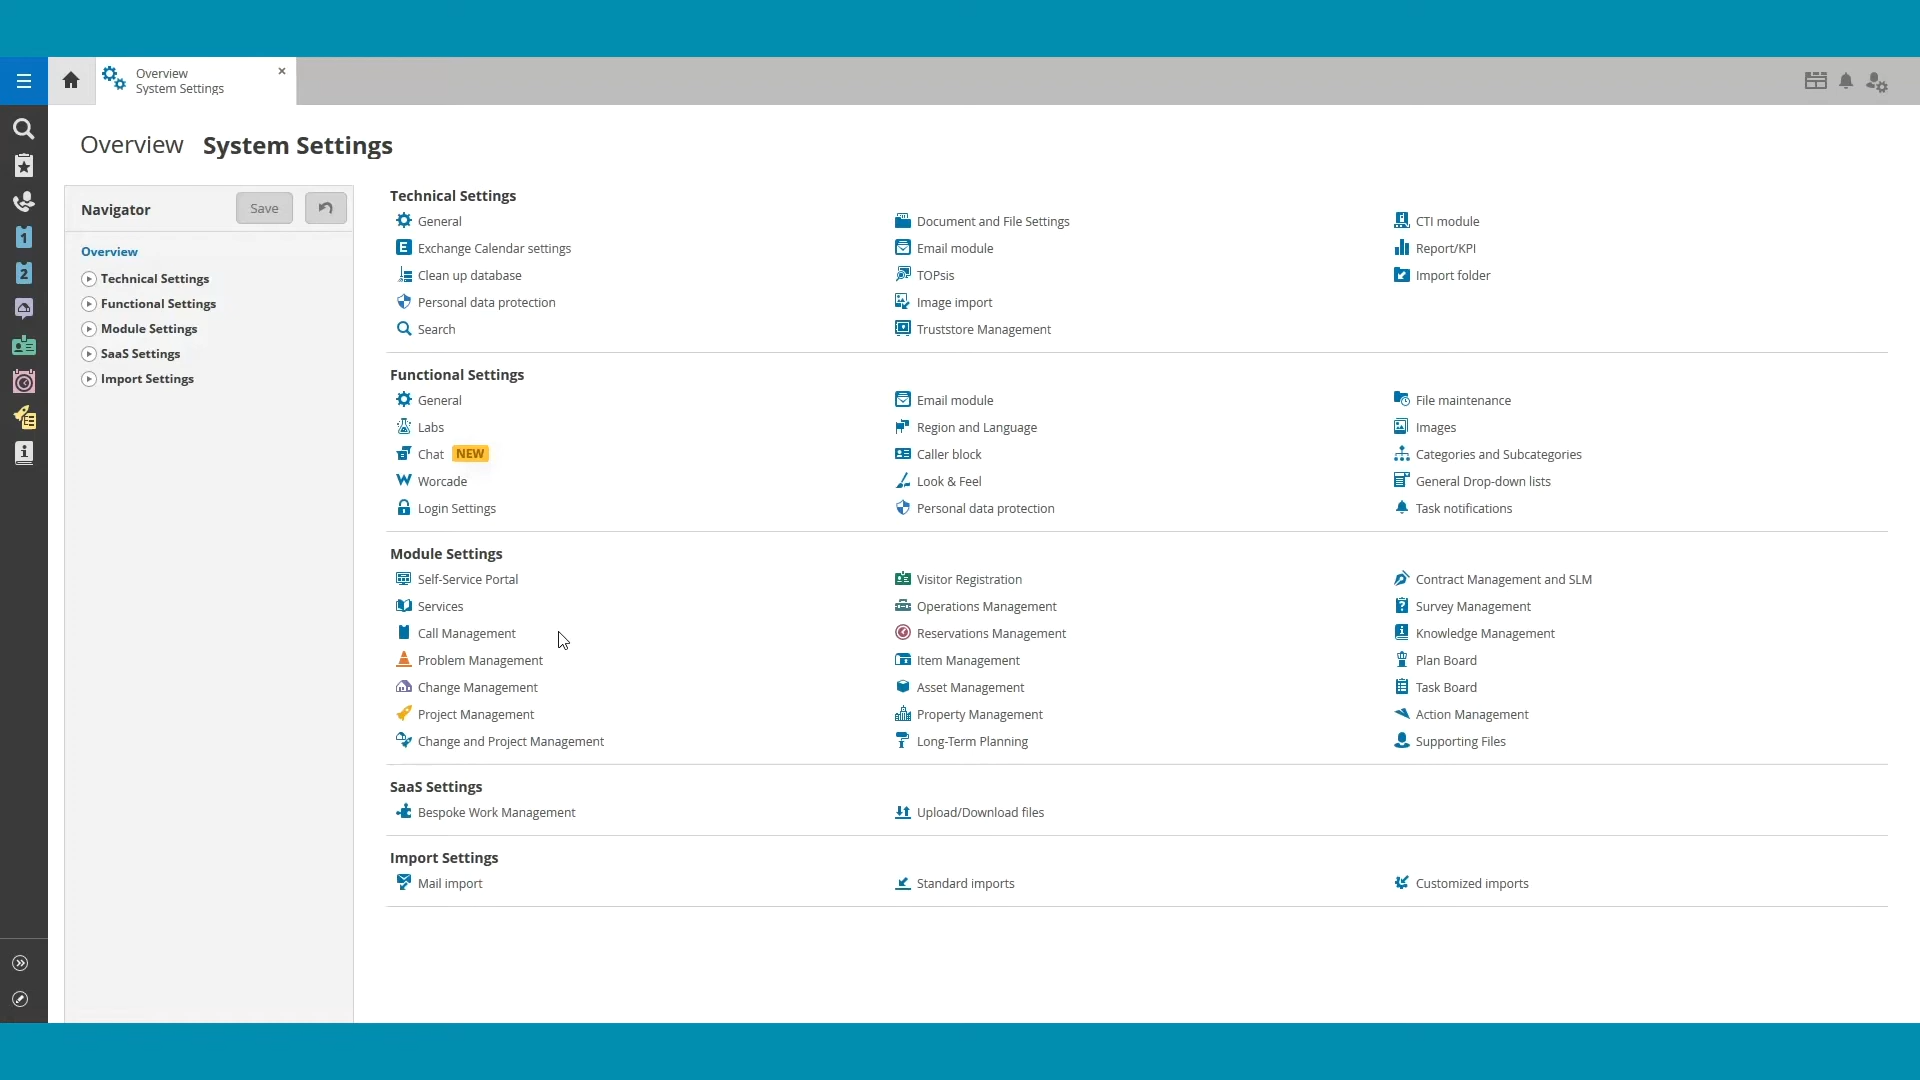 Overview
System Settings
Overview System Settings
Navigator
Save
Overview
Technical Settings
Functional Settings
Module Settings
SaaS Settings
Import Settings
1
2
Technical Settings
General
Document and File Settings
CTI module
Exchange Calendar settings
Email module
Report/KPI
Clean up database
TOPsis
Import folder
Personal data protection
Image import
Search
Truststore Management
Functional Settings
General
Email module
File maintenance
Labs
Region and Language
Images
Chat NEW
Caller block
Categories and Subcategories
Worcade
Look & Feel
General Drop-down lists
Login Settings
Personal data protection
Task notifications
Module Settings
Self-Service Portal
Visitor Registration
Contract Management and SLM
Services
Operations Management
Survey Management
Call Management
Reservations Management
Knowledge Management
Problem Management
Item Management
Plan Board
Change Management
Asset Management
Task Board
Project Management
Property Management
Action Management
Change and Project Management
Long-Term Planning
Supporting Files
SaaS Settings
Bespoke Work Management
Upload/Download files
Import Settings
Mail import
Standard imports
Customized imports